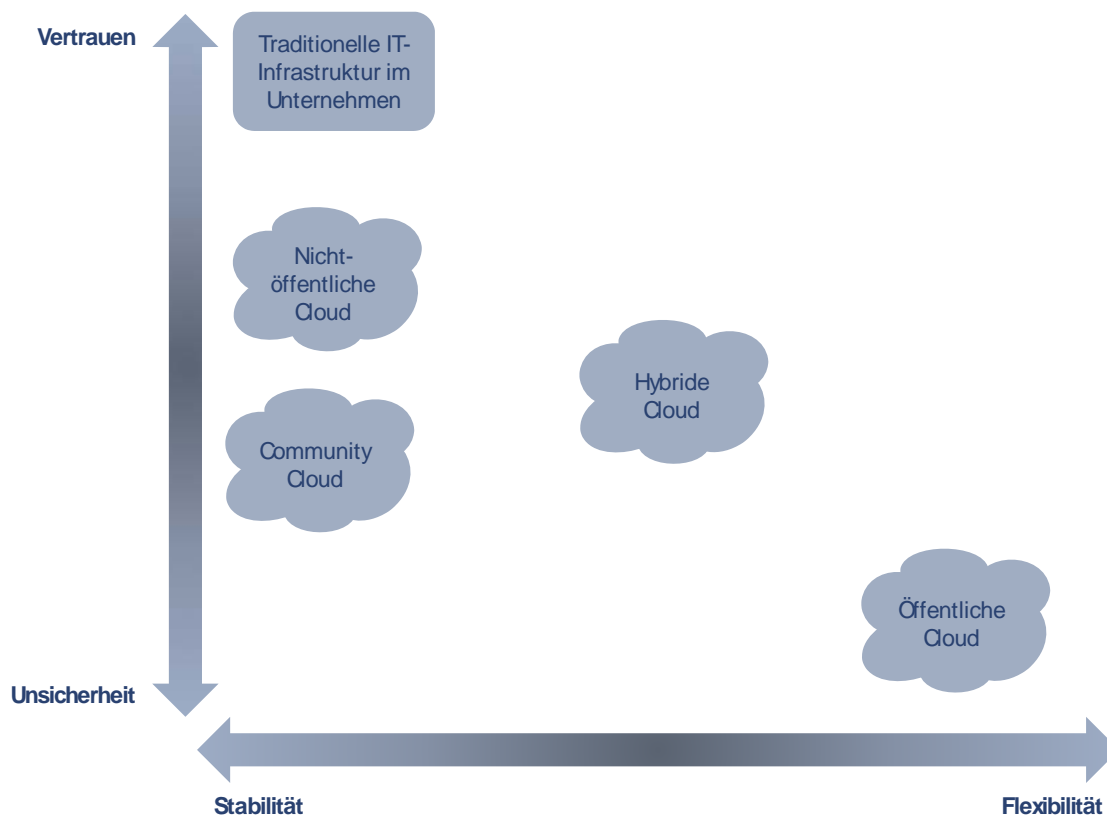 Vertrauen
Traditionelle IT-
Infrastruktur im
Unternehmen
Nicht-
öffentliche
Cloud
Hybride
Cloud
Community
Cloud
Öffentliche
Cloud
Unsicherheit
Stabilität
Flexibilität